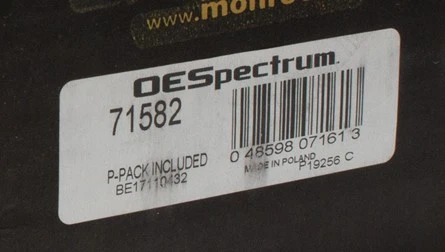 www.monro
OESpectrum
71582
0 48598 07161 3
P-PACK INCLUDED
MADE IN POLAND
P19256 C
BE17110432